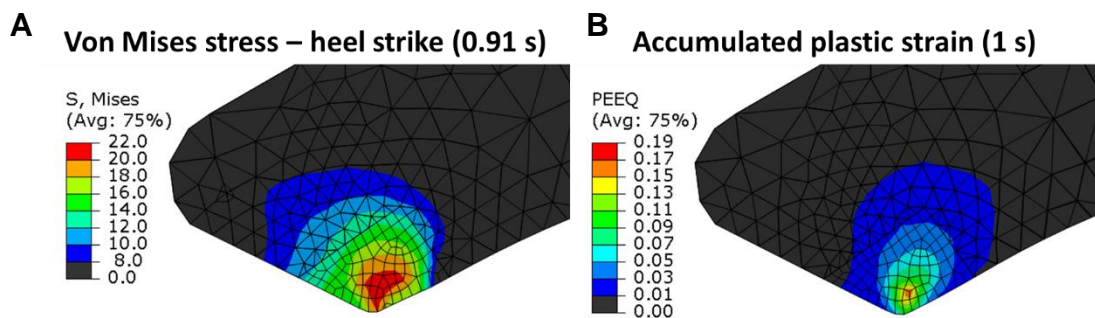 A
Von Mises stress – heel strike (0.91 s)
S, Mises
(Avg: 75%)
22.0
20.0
18.0
16.0
14.0
12.0
10.0
8.0
0.0
B
Accumulated plastic strain (1 s)
PEEQ
(Avg: 75%)
0.19
0.17
0.15
0.13
0.11
0.09
0.07
0.05
0.03
0.01
0.00